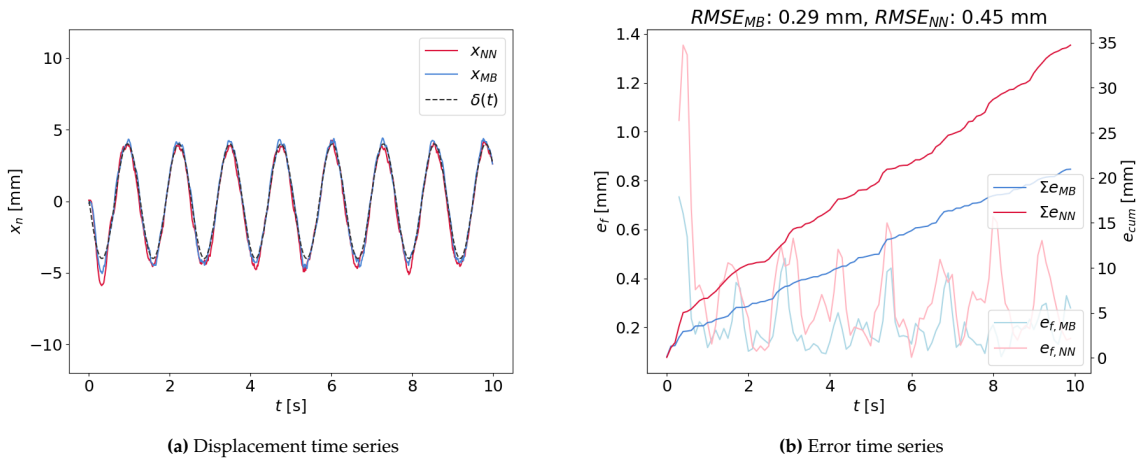 RMSE_MB: 0.29 mm, RMSE_NN: 0.45 mm
10
5
0
−5
−10
x_n [mm]
x_NN
x_MB
δ(t)
0 2 4 6 8 10
t [s]
1.4
1.2
1.0
0.8
0.6
0.4
0.2
e_f [mm]
Σe_MB
Σe_NN
e_f,MB
e_f,NN
35
30
25
20
15
10
5
0
e_cum [mm]
0 2 4 6 8 10
t [s]
(a) Displacement time series
(b) Error time series